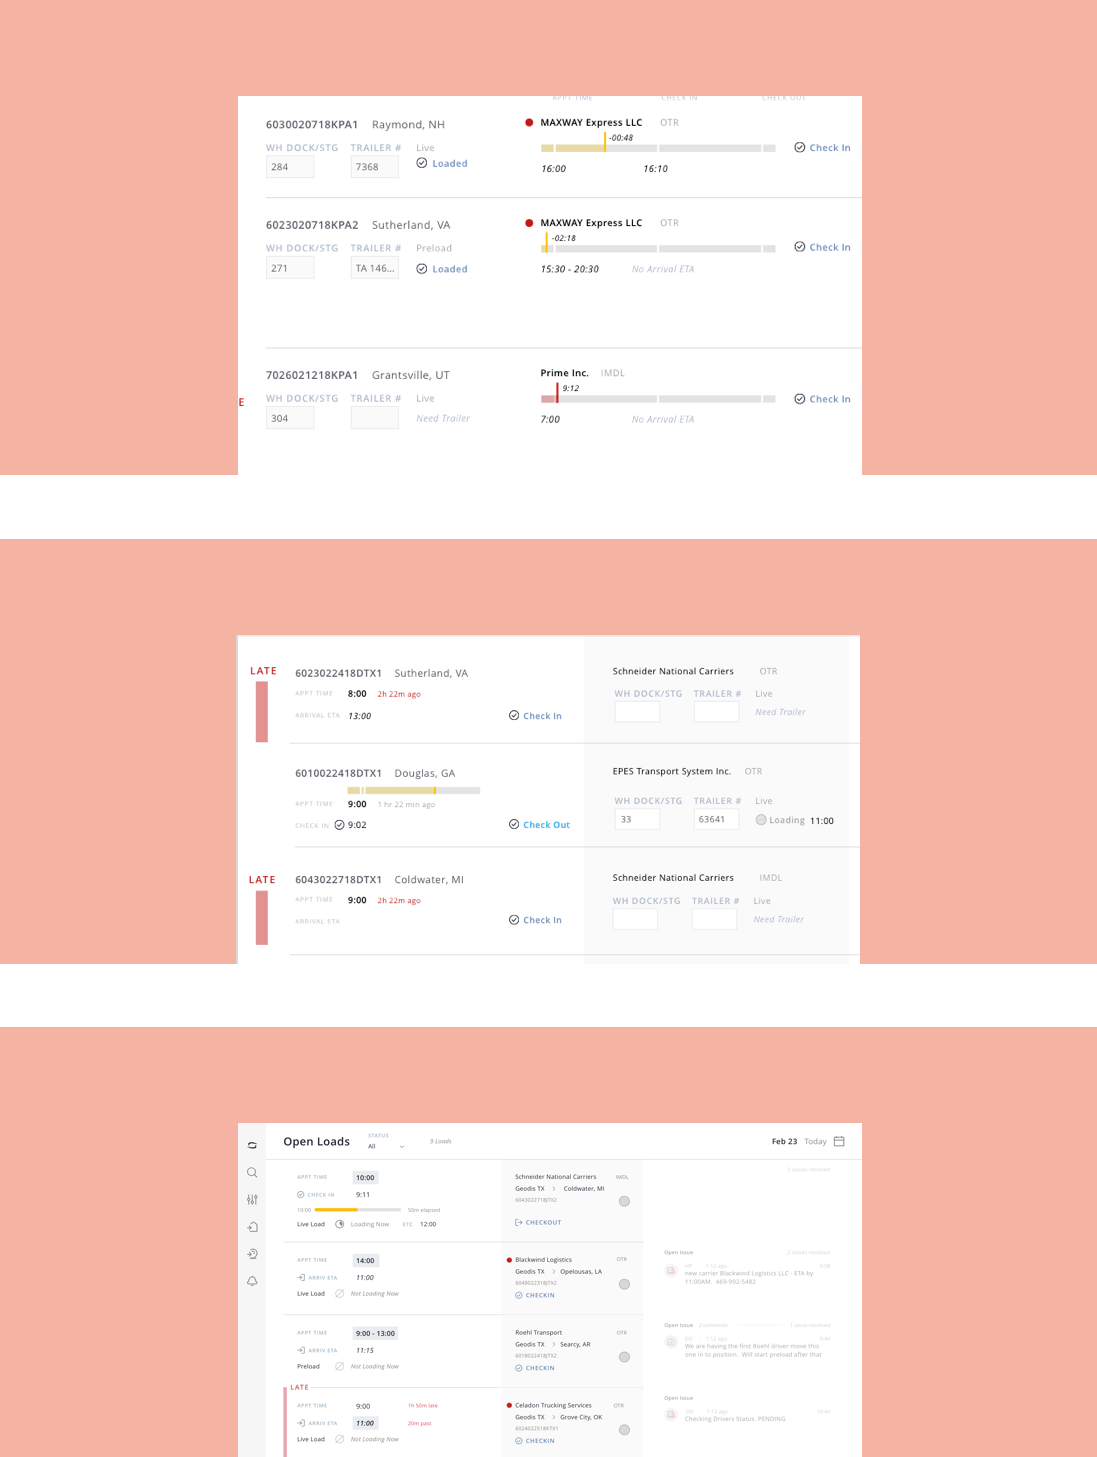 APPT TIME CHECK IN CHECK OUT
6030020718KPA1 Raymond, NH
MAXWAY Express LLC OTR
-00:48
WH DOCK/STG TRAILER # Live
Check In
284 7368 Loaded
16:00 16:10
6023020718KPA2 Sutherland, VA
MAXWAY Express LLC OTR
-02:18
WH DOCK/STG TRAILER # Preload
Check In
271 TA 146... Loaded
15:30 - 20:30 No Arrival ETA
7026021218KPA1 Grantsville, UT
Prime Inc. IMDL
9:12
E
WH DOCK/STG TRAILER # Live
Check In
304 Need Trailer
7:00 No Arrival ETA
LATE
6023022418DTX1 Sutherland, VA
Schneider National Carriers OTR
APPT TIME 8:00 2h 22m ago
WH DOCK/STG TRAILER # Live
ARRIVAL ETA 13:00
Check In
Need Trailer
6010022418DTX1 Douglas, GA
EPES Transport System Inc. OTR
APPT TIME 9:00 1 hr 22 min ago
WH DOCK/STG TRAILER # Live
CHECK IN 9:02
Check Out
33 63641 Loading 11:00
LATE
6043022718DTX1 Coldwater, MI
Schneider National Carriers IMDL
APPT TIME 9:00 2h 22m ago
WH DOCK/STG TRAILER # Live
ARRIVAL ETA
Check In
Need Trailer
Open Loads
STATUS
All
9 Loads
Feb 23 Today
3 issues resolved
APPT TIME 10:00
CHECK IN 9:11
10:00 50m elapsed
Live Load Loading Now ETC 12:00
Schneider National Carriers IMDL
Geodis TX > Coldwater, MI
6043022718JTX2
CHECKOUT
APPT TIME 14:00
ARRIV ETA 11:00
Live Load Not Loading Now
Blackwind Logistics OTR
Geodis TX > Opelousas, LA
6048022318JTX2
CHECKIN
Open Issue 2 issues resolved
1:12 ago
new carrier Blackwind Logistics LLC - ETA by
11:00AM. 469-992-5482
APPT TIME 9:00 - 13:00
ARRIV ETA 11:15
Preload Not Loading Now
Roehl Transport OTR
Geodis TX > Searcy, AR
6018022418JTX2
CHECKIN
Open Issue 2 comments 1 issue resolved
1:12 ago
We are having the first Roehl driver move this
one in to position. Will start preload after that
LATE
APPT TIME 9:00 1h 50m late
ARRIV ETA 11:00 20m past
Live Load Not Loading Now
Celadon Trucking Services OTR
Geodis TX > Grove City, OK
CHECKIN
Open Issue
1:12 ago 10:40
Checking Drivers Status. PENDING